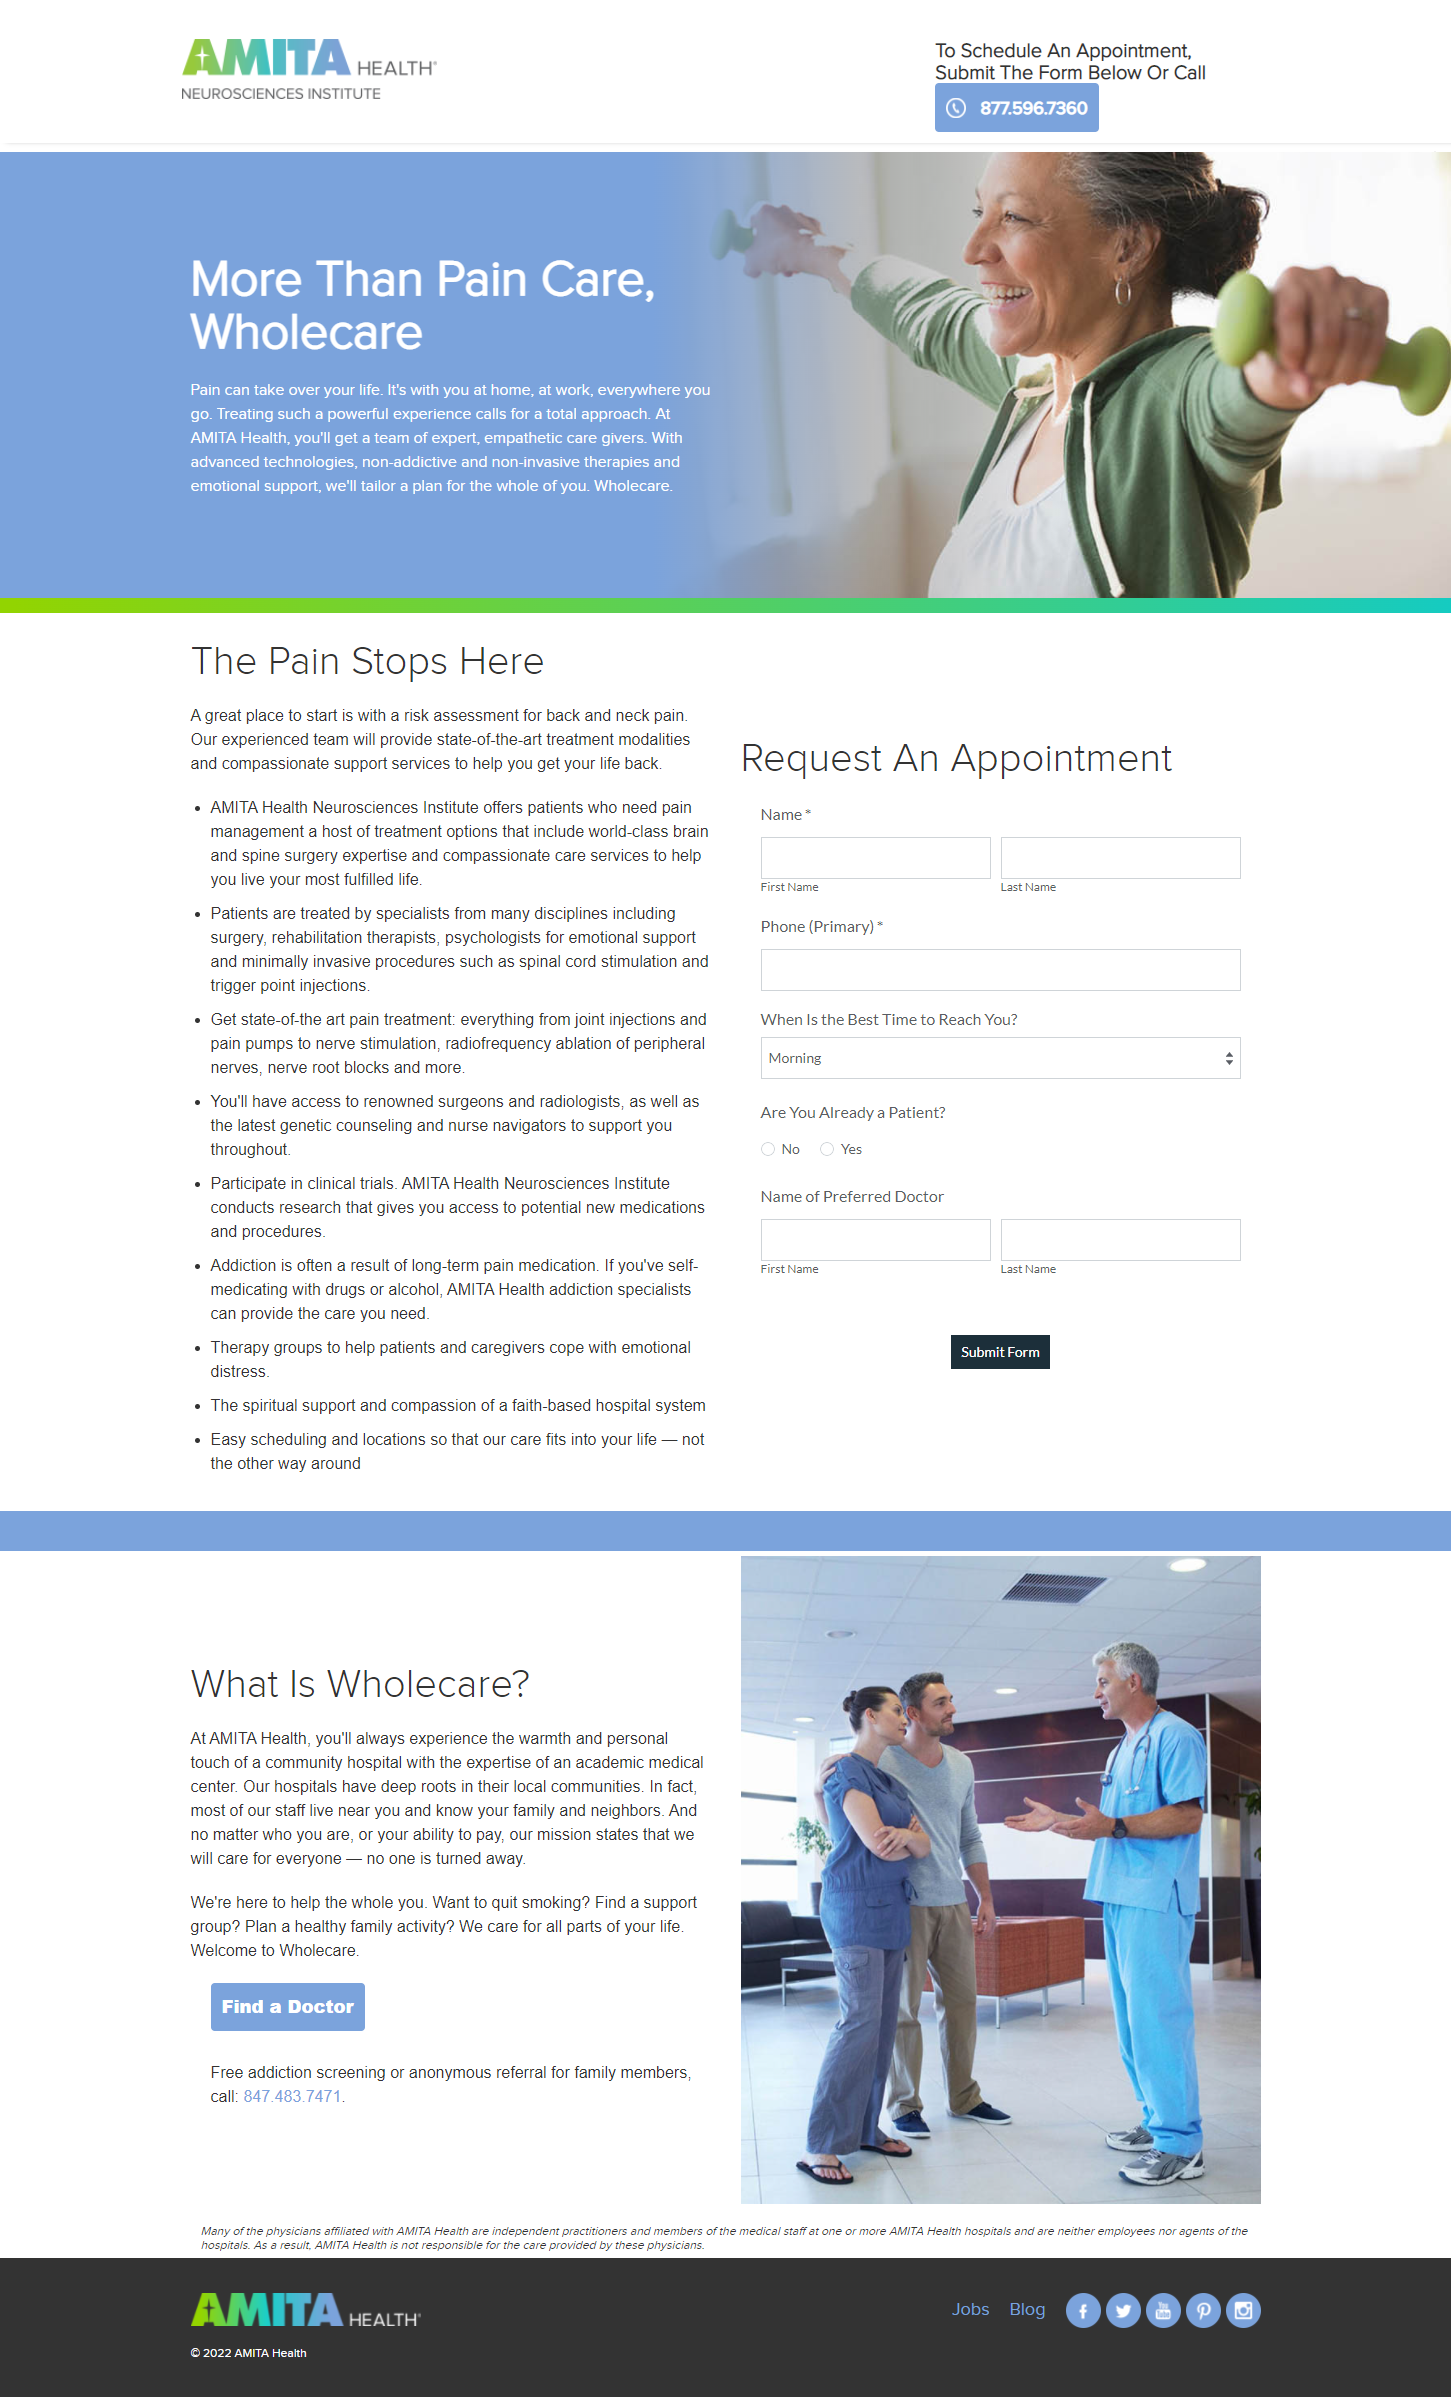 AMITA HEALTH®
NEUROSCIENCES INSTITUTE
To Schedule An Appointment,
Submit The Form Below Or Call
877.596.7360
More Than Pain Care,
Wholecare
Pain can take over your life. It's with you at home, at work, everywhere you
go. Treating such a powerful experience calls for a total approach. At
AMITA Health, you'll get a team of expert, empathetic care givers. With
advanced technologies, non-addictive and non-invasive therapies and
emotional support, we'll tailor a plan for the whole of you. Wholecare.
The Pain Stops Here
A great place to start is with a risk assessment for back and neck pain.
Our experienced team will provide state-of-the-art treatment modalities
and compassionate support services to help you get your life back.
• AMITA Health Neurosciences Institute offers patients who need pain
management a host of treatment options that include world-class brain
and spine surgery expertise and compassionate care services to help
you live your most fulfilled life.
• Patients are treated by specialists from many disciplines including
surgery, rehabilitation therapists, psychologists for emotional support
and minimally invasive procedures such as spinal cord stimulation and
trigger point injections.
• Get state-of-the art pain treatment: everything from joint injections and
pain pumps to nerve stimulation, radiofrequency ablation of peripheral
nerves, nerve root blocks and more.
• You'll have access to renowned surgeons and radiologists, as well as
the latest genetic counseling and nurse navigators to support you
throughout.
• Participate in clinical trials. AMITA Health Neurosciences Institute
conducts research that gives you access to potential new medications
and procedures.
• Addiction is often a result of long-term pain medication. If you've self-
medicating with drugs or alcohol, AMITA Health addiction specialists
can provide the care you need.
• Therapy groups to help patients and caregivers cope with emotional
distress.
• The spiritual support and compassion of a faith-based hospital system
• Easy scheduling and locations so that our care fits into your life — not
the other way around
Request An Appointment
Name *
First Name
Last Name
Phone (Primary) *
When Is the Best Time to Reach You?
Morning
Are You Already a Patient?
No
Yes
Name of Preferred Doctor
First Name
Last Name
Submit Form
What Is Wholecare?
At AMITA Health, you'll always experience the warmth and personal
touch of a community hospital with the expertise of an academic medical
center. Our hospitals have deep roots in their local communities. In fact,
most of our staff live near you and know your family and neighbors. And
no matter who you are, or your ability to pay, our mission states that we
will care for everyone — no one is turned away.
We're here to help the whole you. Want to quit smoking? Find a support
group? Plan a healthy family activity? We care for all parts of your life.
Welcome to Wholecare.
Find a Doctor
Free addiction screening or anonymous referral for family members,
call: 847.483.7471.
Many of the physicians affiliated with AMITA Health are independent practitioners and members of the medical staff at one or more AMITA Health hospitals and are neither employees nor agents of the
hospitals. As a result, AMITA Health is not responsible for the care provided by these physicians.
AMITA HEALTH®
Jobs
Blog
You Tube
© 2022 AMITA Health